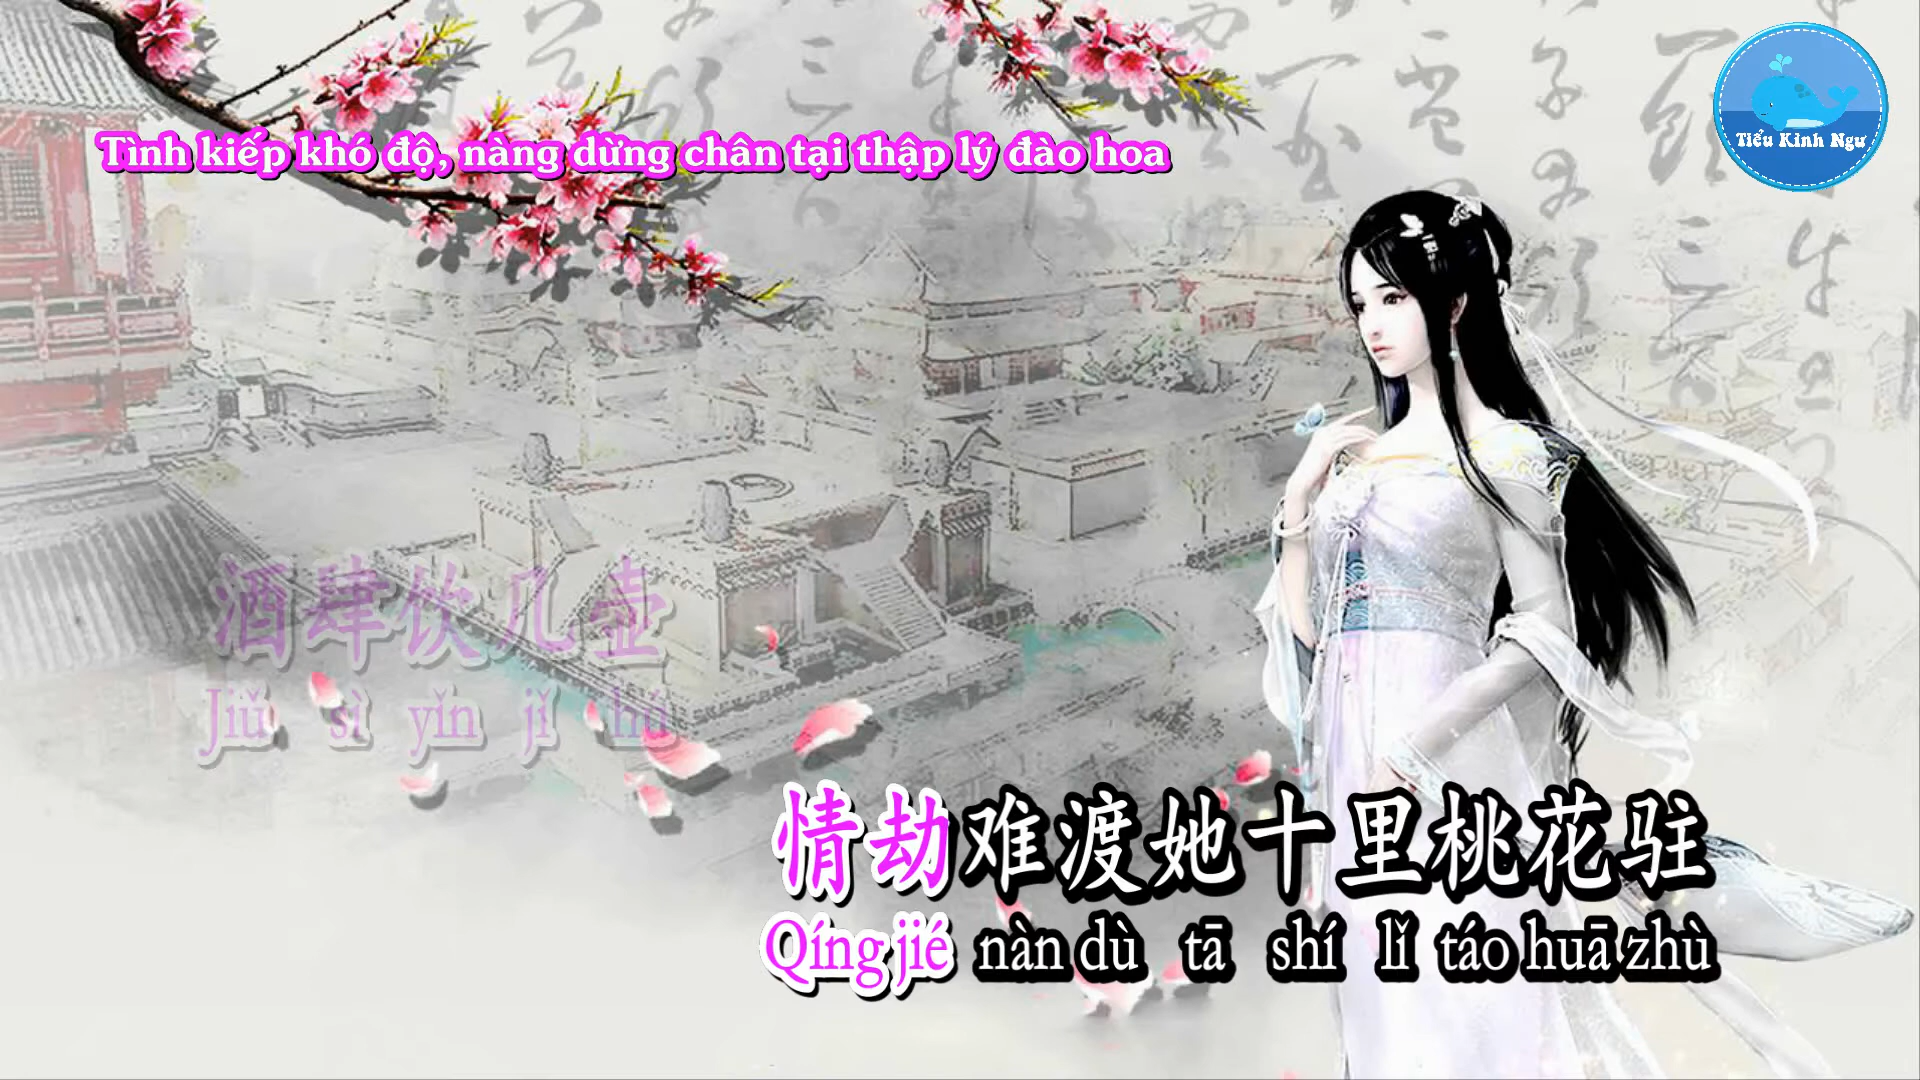 Tình kiếp khó độ, nàng dừng chân tại thập lý đào hoa
Tiểu Kình Ngư
酒肆饮几壶
Jiǔ sì yǐn jǐ hú
情劫难渡她十里桃花驻
Qíng jié nàn dù tā shí lǐ táo huā zhù